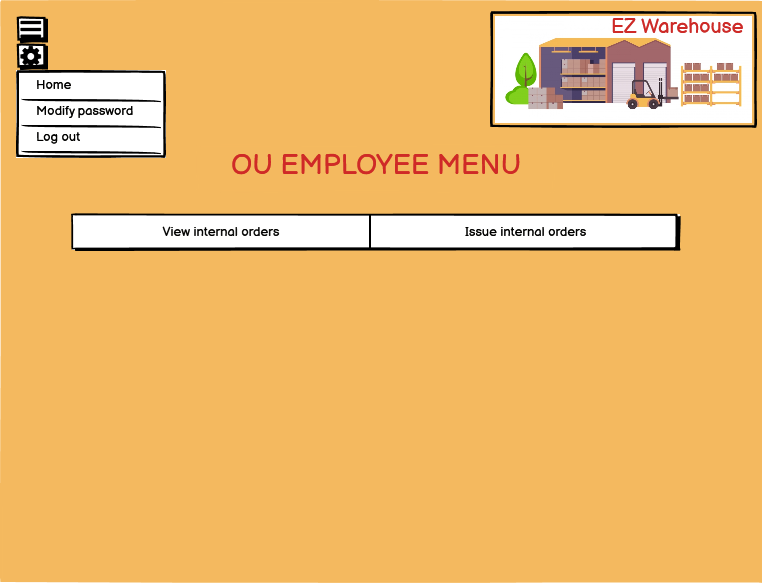 EZ Warehouse
Home
Modify password
Log out
OU EMPLOYEE MENU
View internal orders
Issue internal orders